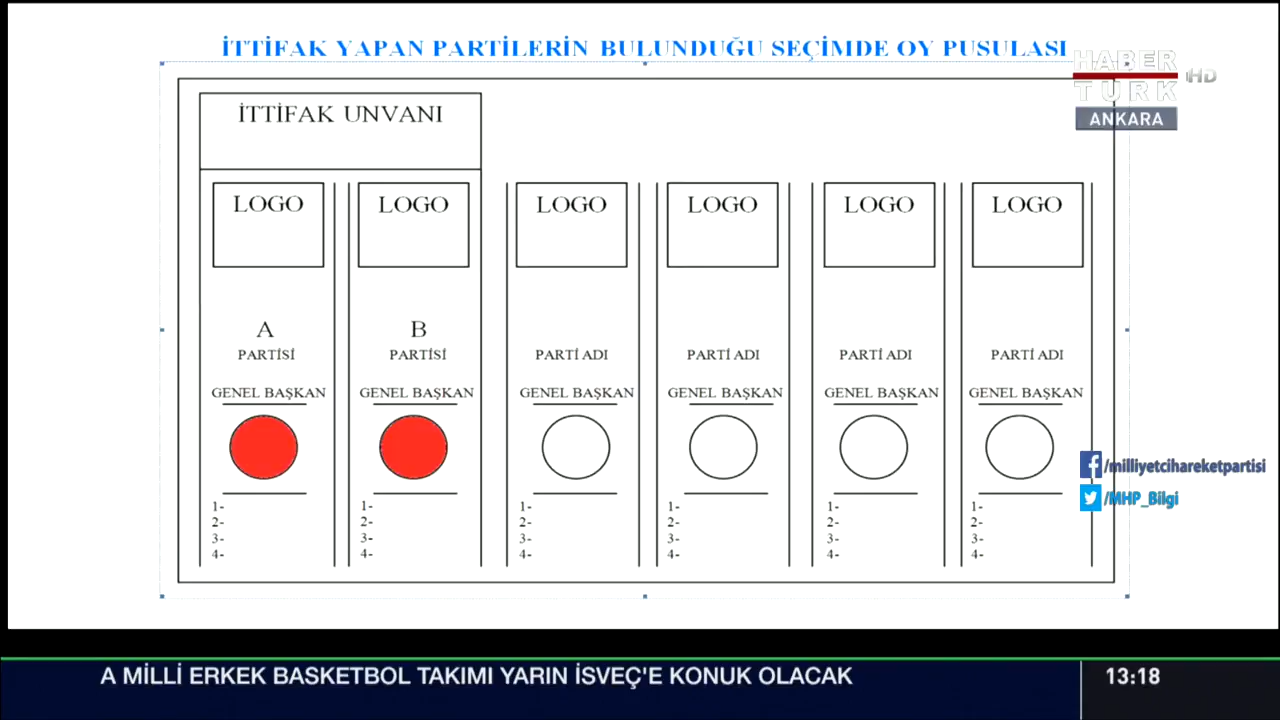 İTTİFAK YAPAN PARTİLERİN BULUNDUĞU SEÇİMDE OY PUSULASI
HABER
TÜRK
HD
ANKARA
İTTİFAK UNVANI
LOGO LOGO LOGO LOGO LOGO LOGO
A B
PARTİSİ PARTİSİ PARTİ ADI PARTİ ADI PARTİ ADI PARTİ ADI
GENEL BAŞKAN GENEL BAŞKAN GENEL BAŞKAN GENEL BAŞKAN GENEL BAŞKAN GENEL BAŞKAN
/milliyetcihareketpartisi
/MHP_Bilgi
1- 1- 1- 1- 1- 1-
2- 2- 2- 2- 2- 2-
3- 3- 3- 3- 3- 3-
4- 4- 4- 4- 4- 4-
A MİLLİ ERKEK BASKETBOL TAKIMI YARIN İSVEÇ'E KONUK OLACAK
13:18